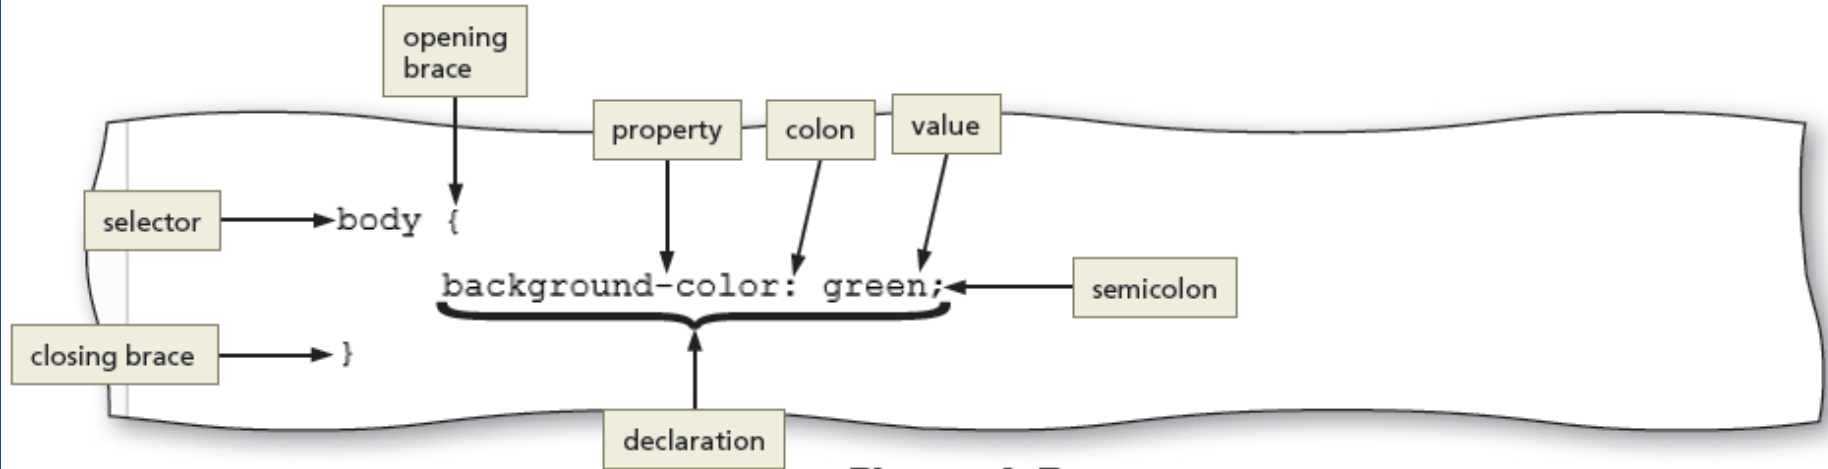 opening
brace
property
colon
value
selector
body {
background-color: green;
semicolon
closing brace
}
declaration